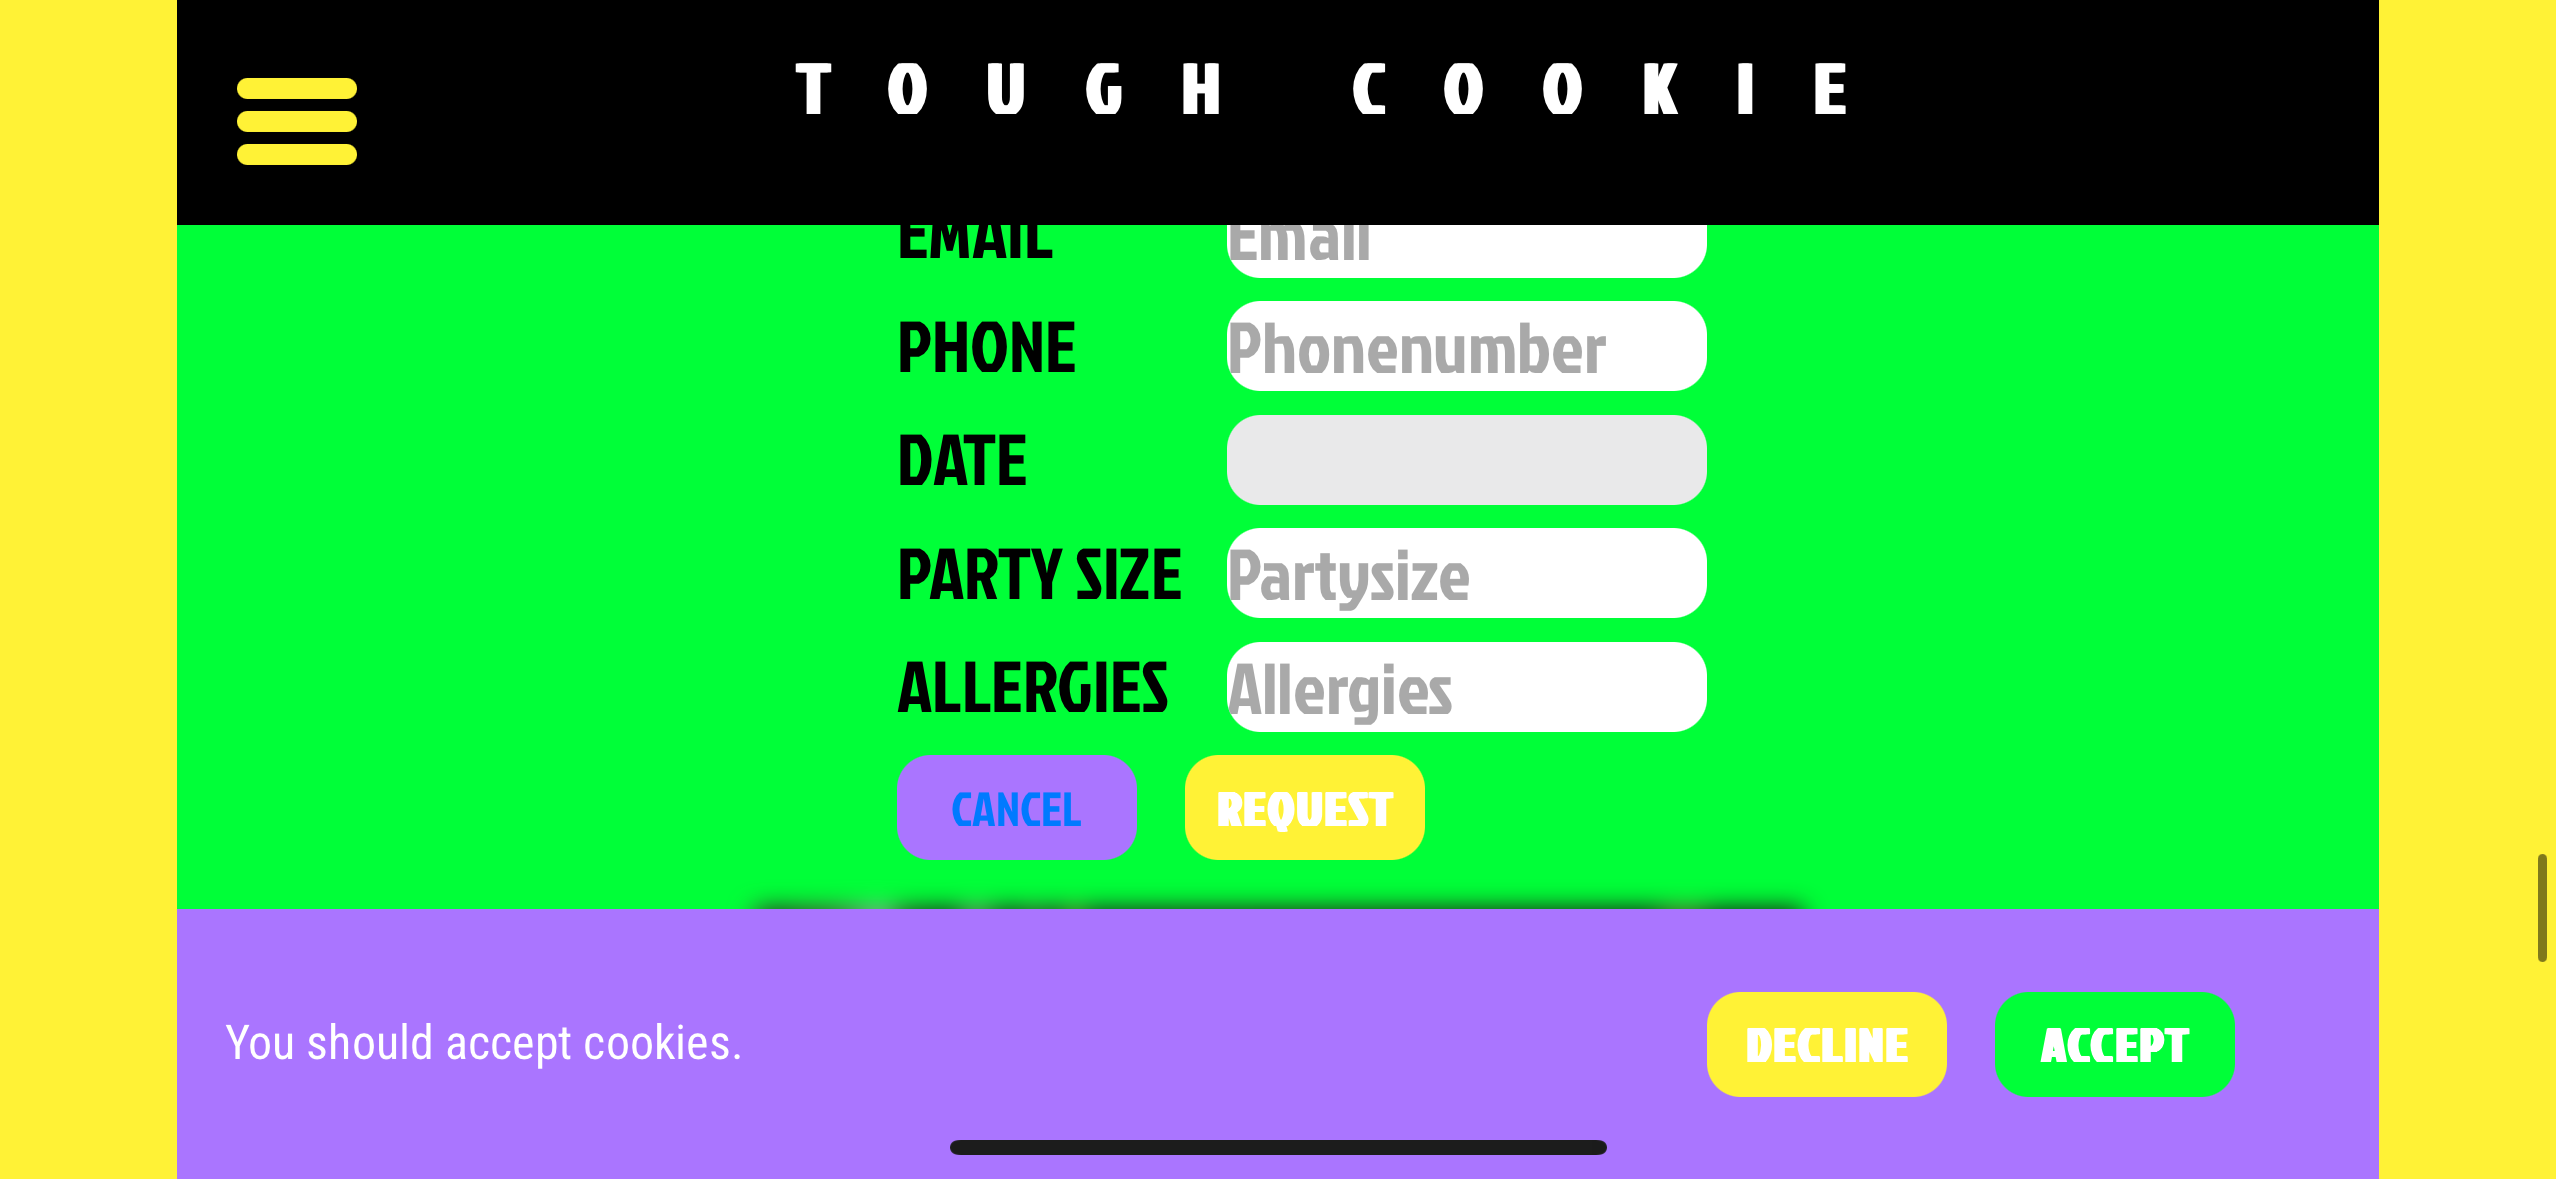 TOUGH COOKIE
EMAIL Email
PHONE Phonenumber
DATE
PARTY SIZE Partysize
ALLERGIES Allergies
CANCEL REQUEST
You should accept cookies. DECLINE ACCEPT